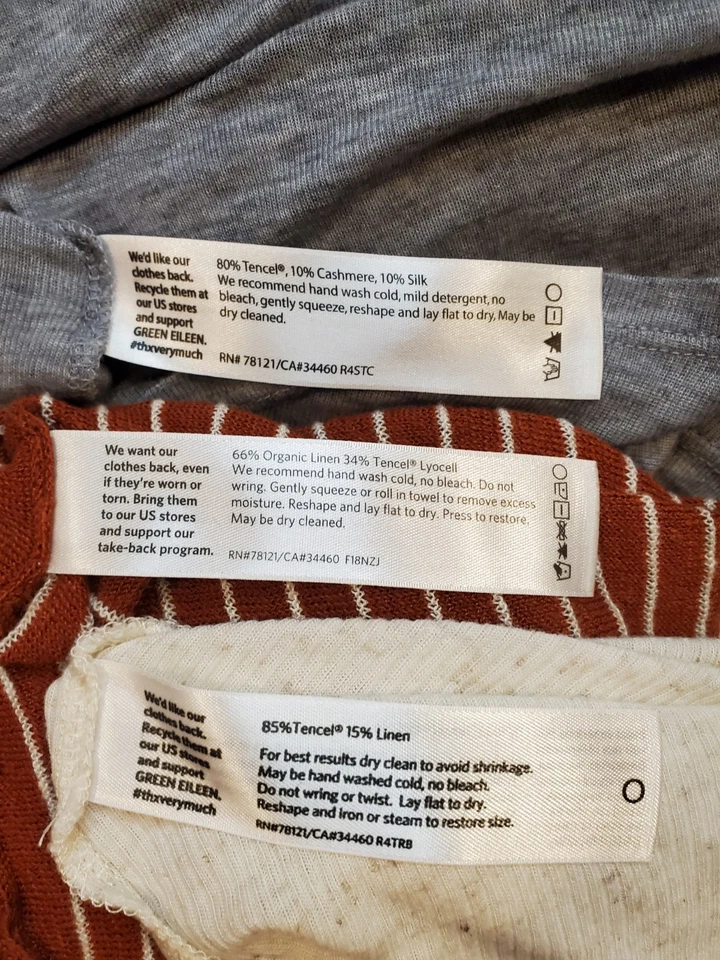 We'd like our
clothes back.
Recycle them at
our US stores
and support
GREEN EILEEN.
#thxverymuch
80% Tencel®, 10% Cashmere, 10% Silk
We recommend hand wash cold, mild detergent, no
bleach, gently squeeze, reshape and lay flat to dry, May be
dry cleaned.
RN# 78121/CA#34460 R4STC
We want our
clothes back, even
if they're worn or
torn. Bring them
to our US stores
and support our
take-back program.
66% Organic Linen 34% Tencel® Lyocell
We recommend hand wash cold, no bleach. Do not
wring. Gently squeeze or roll in towel to remove excess
moisture. Reshape and lay flat to dry. Press to restore.
May be dry cleaned.
RN#78121/CA#34460 F18NZJ
We'd like our
clothes back.
Recycle them at
our US stores
and support
GREEN EILEEN.
#thxverymuch
85%Tencel® 15% Linen
For best results dry clean to avoid shrinkage.
May be hand washed cold, no bleach.
Do not wring or twist. Lay flat to dry.
Reshape and iron or steam to restore size.
RN#78121/CA#34460 R4TRB